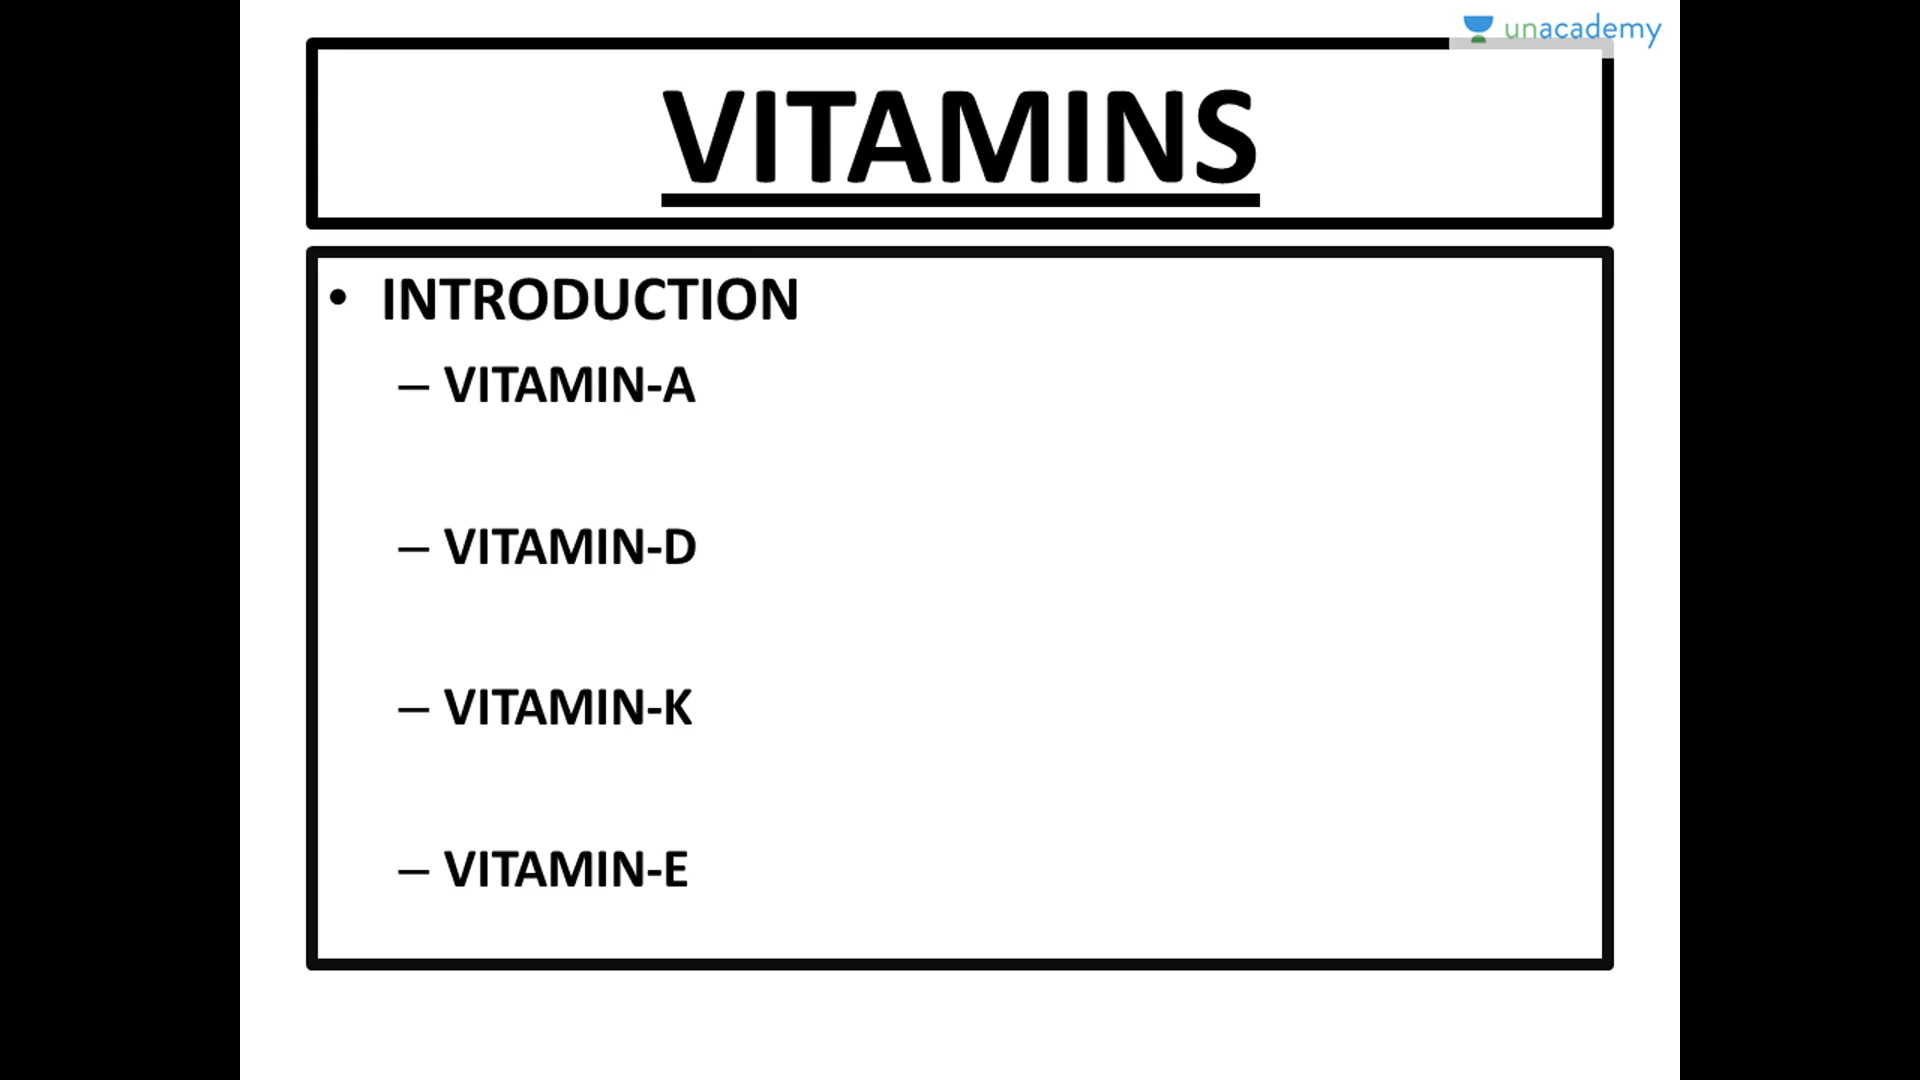 unacademy
VITAMINS
• INTRODUCTION
– VITAMIN-A
– VITAMIN-D
– VITAMIN-K
– VITAMIN-E